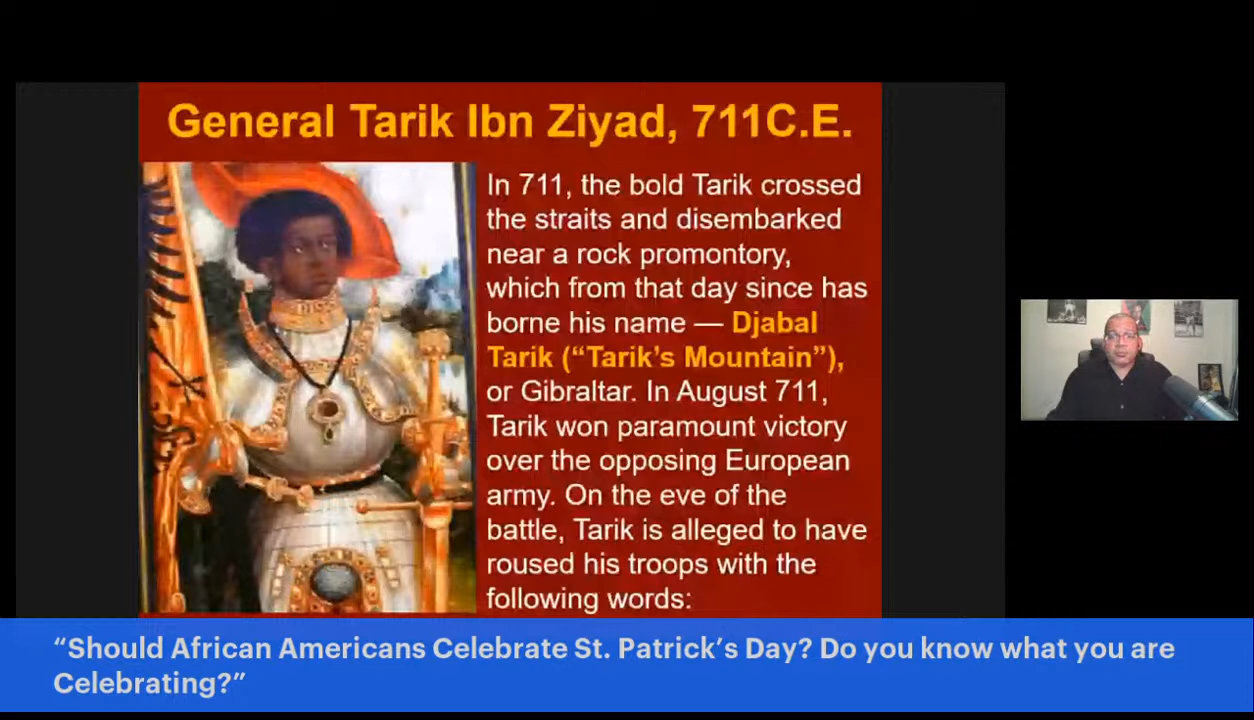 General Tarik Ibn Ziyad, 711C.E.
In 711, the bold Tarik crossed
the straits and disembarked
near a rock promontory,
which from that day since has
borne his name — Djabal
Tarik (“Tarik’s Mountain”),
or Gibraltar. In August 711,
Tarik won paramount victory
over the opposing European
army. On the eve of the
battle, Tarik is alleged to have
roused his troops with the
following words:
“Should African Americans Celebrate St. Patrick’s Day? Do you know what you are
Celebrating?”